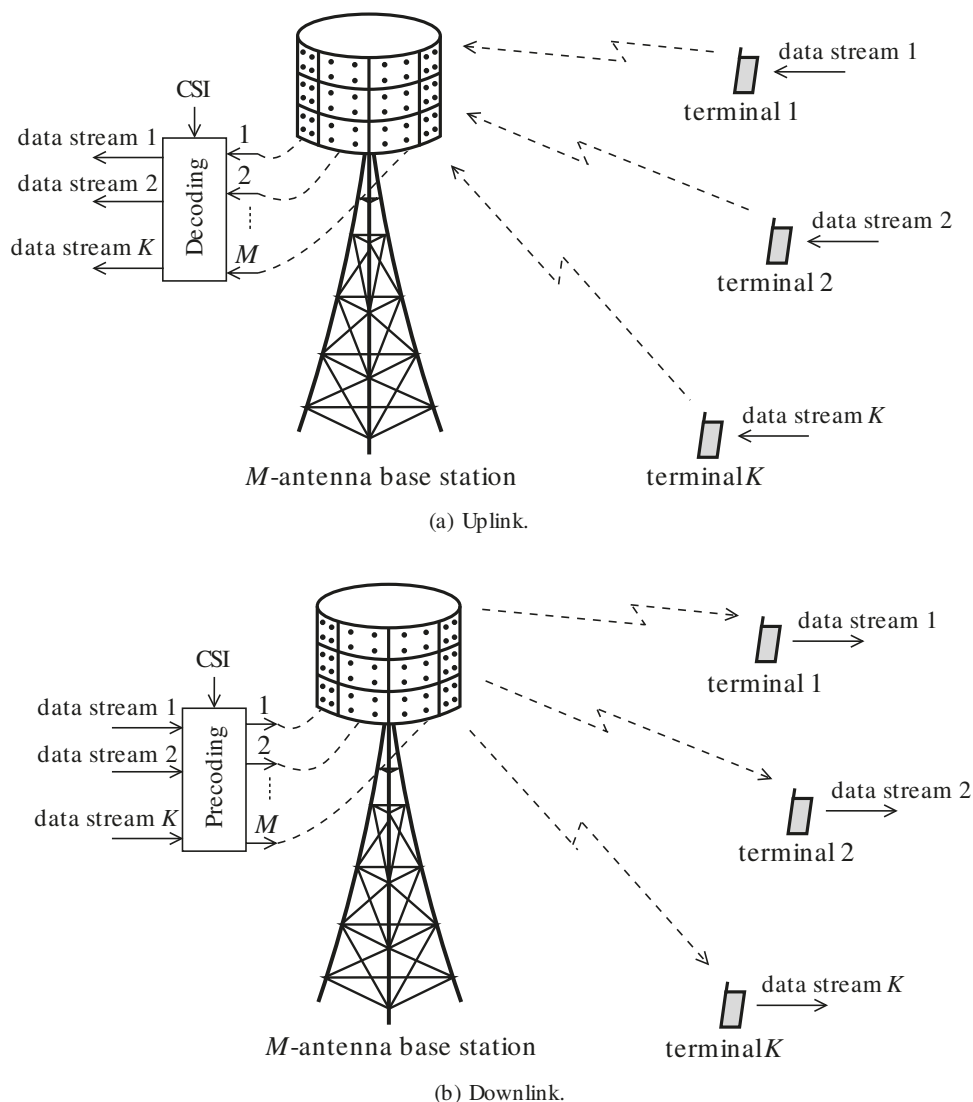 data stream 1
terminal 1
CSI
data stream 1
data stream 2
data stream K
Decoding
1
2
M
data stream 2
terminal 2
data stream K
terminal K
M-antenna base station
(a) Uplink.
data stream 1
terminal 1
CSI
data stream 1
data stream 2
data stream K
Precoding
1
2
M
data stream 2
terminal 2
data stream K
terminal K
M-antenna base station
(b) Downlink.